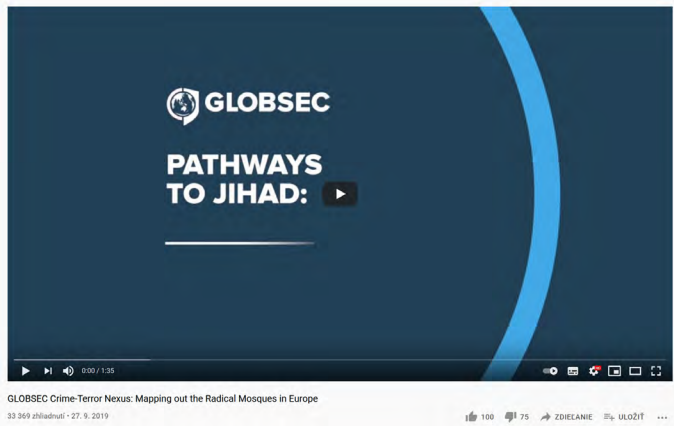 GLOBSEC
PATHWAYS
TO JIHAD:
0:00 / 1:35
GLOBSEC Crime-Terror Nexus: Mapping out the Radical Mosques in Europe
33 369 zhliadnutí • 27. 9. 2019
100
75
ZDIEĽANIE
ULOŽIŤ